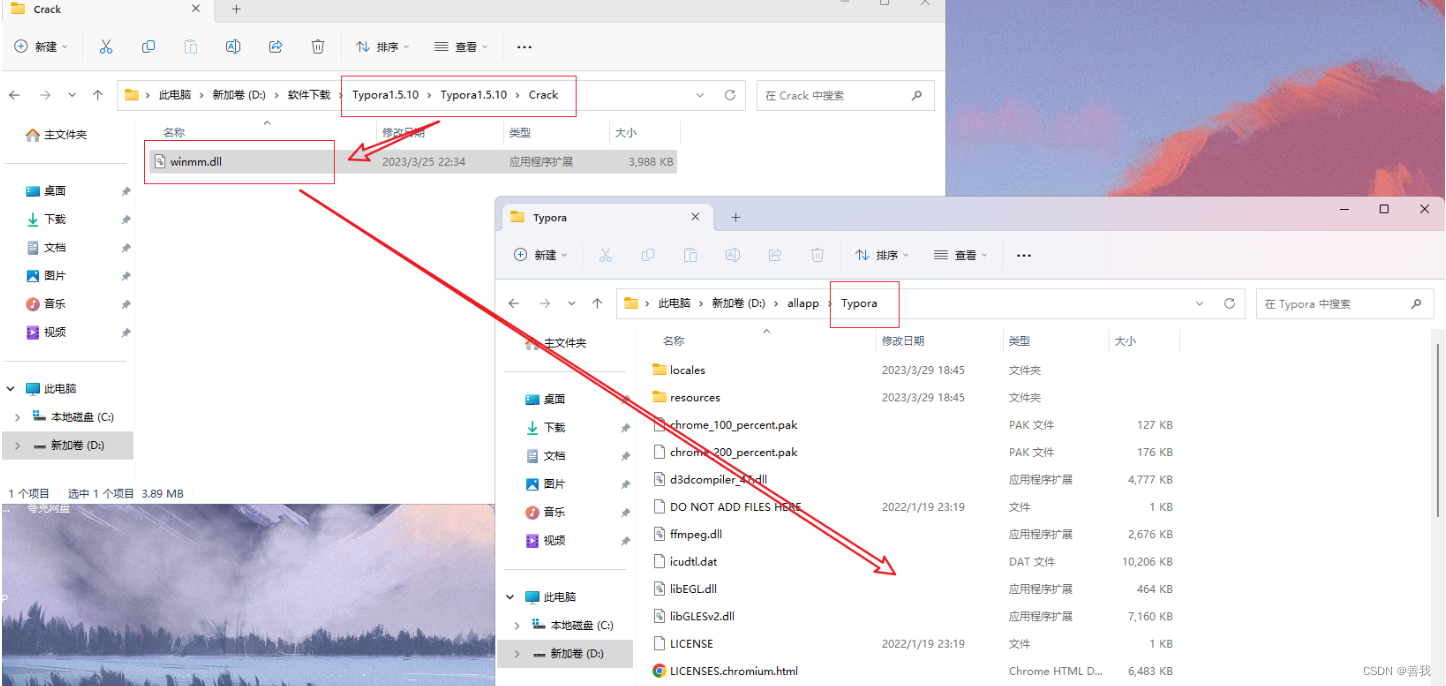 Crack
新建
排序
查看
此电脑 新加卷 (D:) 软件下载 Typora1.5.10 Typora1.5.10 Crack
在 Crack 中搜索
主文件夹
名称 修改日期 类型 大小
winmm.dll 2023/3/25 22:34 应用程序扩展 3,988 KB
桌面
下载
文档
图片
音乐
视频
此电脑
本地磁盘 (C:)
新加卷 (D:)
1 个项目 选中 1 个项目 3.89 MB
夸克网盘
Typora
新建
排序
查看
此电脑 新加卷 (D:) allapp Typora
在 Typora 中搜索
主文件夹
桌面
下载
文档
图片
音乐
视频
此电脑
本地磁盘 (C:)
新加卷 (D:)
名称 修改日期 类型 大小
locales 2023/3/29 18:45 文件夹
resources 2023/3/29 18:45 文件夹
chrome_100_percent.pak PAK 文件 127 KB
chrome_200_percent.pak PAK 文件 176 KB
d3dcompiler_47.dll 应用程序扩展 4,777 KB
DO NOT ADD FILES HERE 2022/1/19 23:19 文件 1 KB
ffmpeg.dll 应用程序扩展 2,676 KB
icudtl.dat DAT 文件 10,206 KB
libEGL.dll 应用程序扩展 464 KB
libGLESv2.dll 应用程序扩展 7,160 KB
LICENSE 2022/1/19 23:19 文件 1 KB
LICENSES.chromium.html Chrome HTML D... 6,483 KB
CSDN @善我